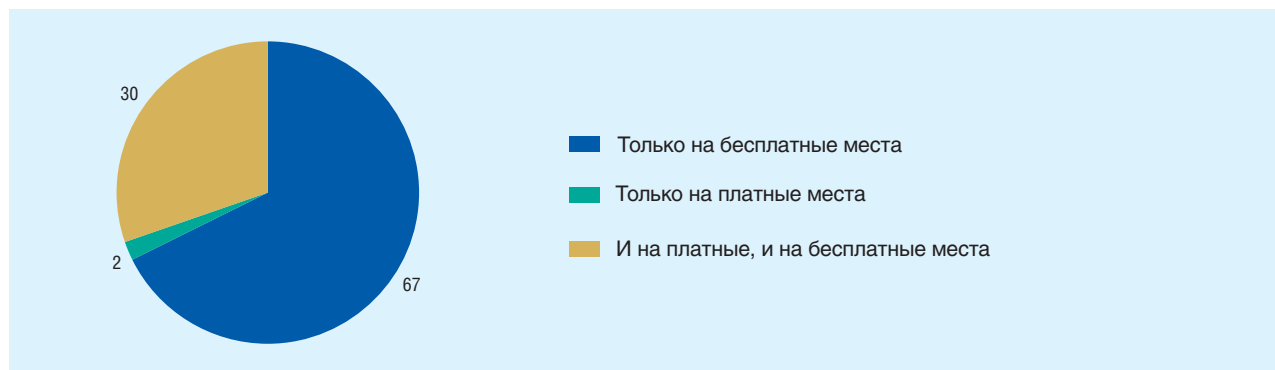 30
2
67
Только на бесплатные места
Только на платные места
И на платные, и на бесплатные места